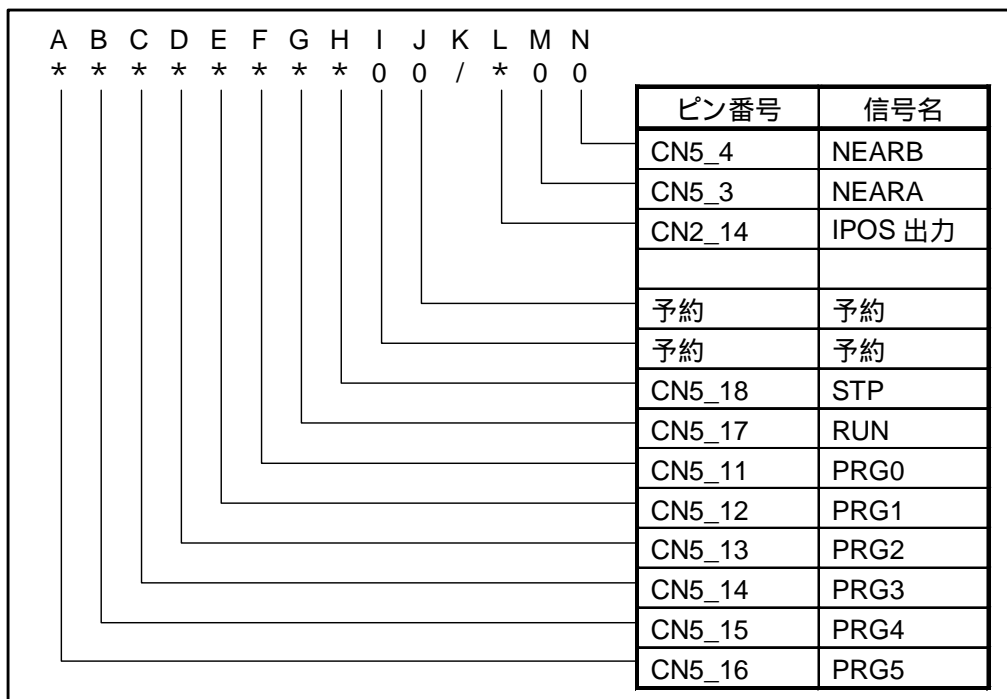 A B C D E F G H I J K L M N
* * * * * * * * 0 0 / * 0 0
ピン番号 信号名
CN5_4 NEARB
CN5_3 NEARA
CN2_14 IPOS 出力
予約 予約
予約 予約
CN5_18 STP
CN5_17 RUN
CN5_11 PRG0
CN5_12 PRG1
CN5_13 PRG2
CN5_14 PRG3
CN5_15 PRG4
CN5_16 PRG5